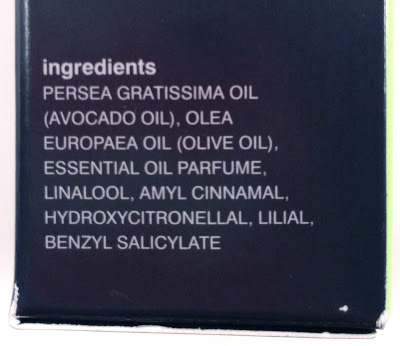 ingredients
PERSEA GRATISSIMA OIL
(AVOCADO OIL), OLEA
EUROPAEA OIL (OLIVE OIL),
ESSENTIAL OIL PARFUME,
LINALOOL, AMYL CINNAMAL,
HYDROXYCITRONELLAL, LILIAL,
BENZYL SALICYLATE